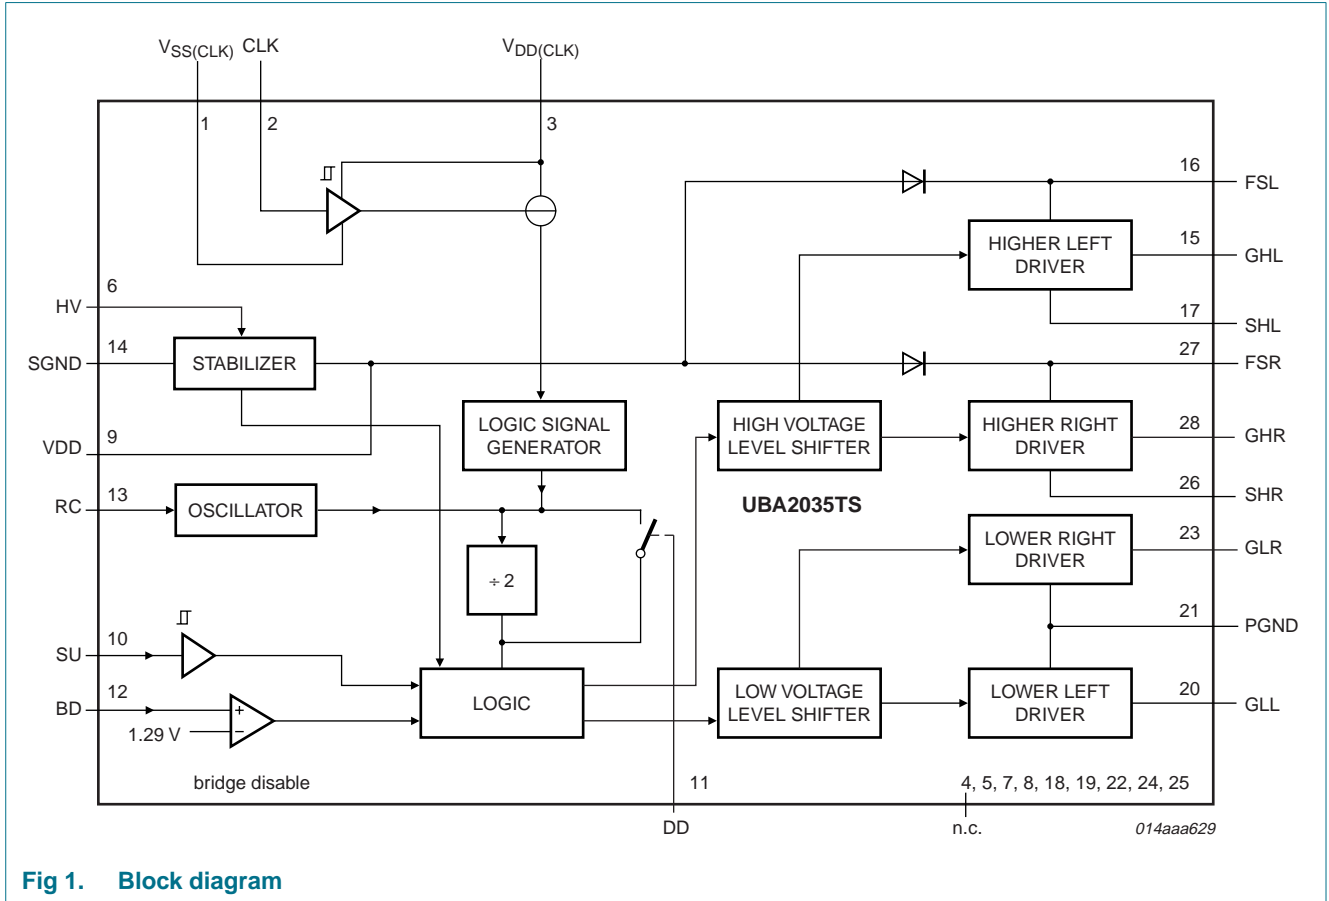 VSS(CLK) CLK VDD(CLK)
1 2 3
16
FSL
HIGHER LEFT
DRIVER
15
GHL
17
SHL
6
HV
14
SGND
STABILIZER
27
FSR
9
VDD
LOGIC SIGNAL
GENERATOR
HIGH VOLTAGE
LEVEL SHIFTER
HIGHER RIGHT
DRIVER
28
GHR
26
SHR
13
RC
OSCILLATOR
UBA2035TS
LOWER RIGHT
DRIVER
23
GLR
÷ 2
21
PGND
10
SU
12
BD
+
1.29 V
−
LOGIC
LOW VOLTAGE
LEVEL SHIFTER
LOWER LEFT
DRIVER
20
GLL
bridge disable
11
4, 5, 7, 8, 18, 19, 22, 24, 25
DD
n.c.
014aaa629
Fig 1. Block diagram